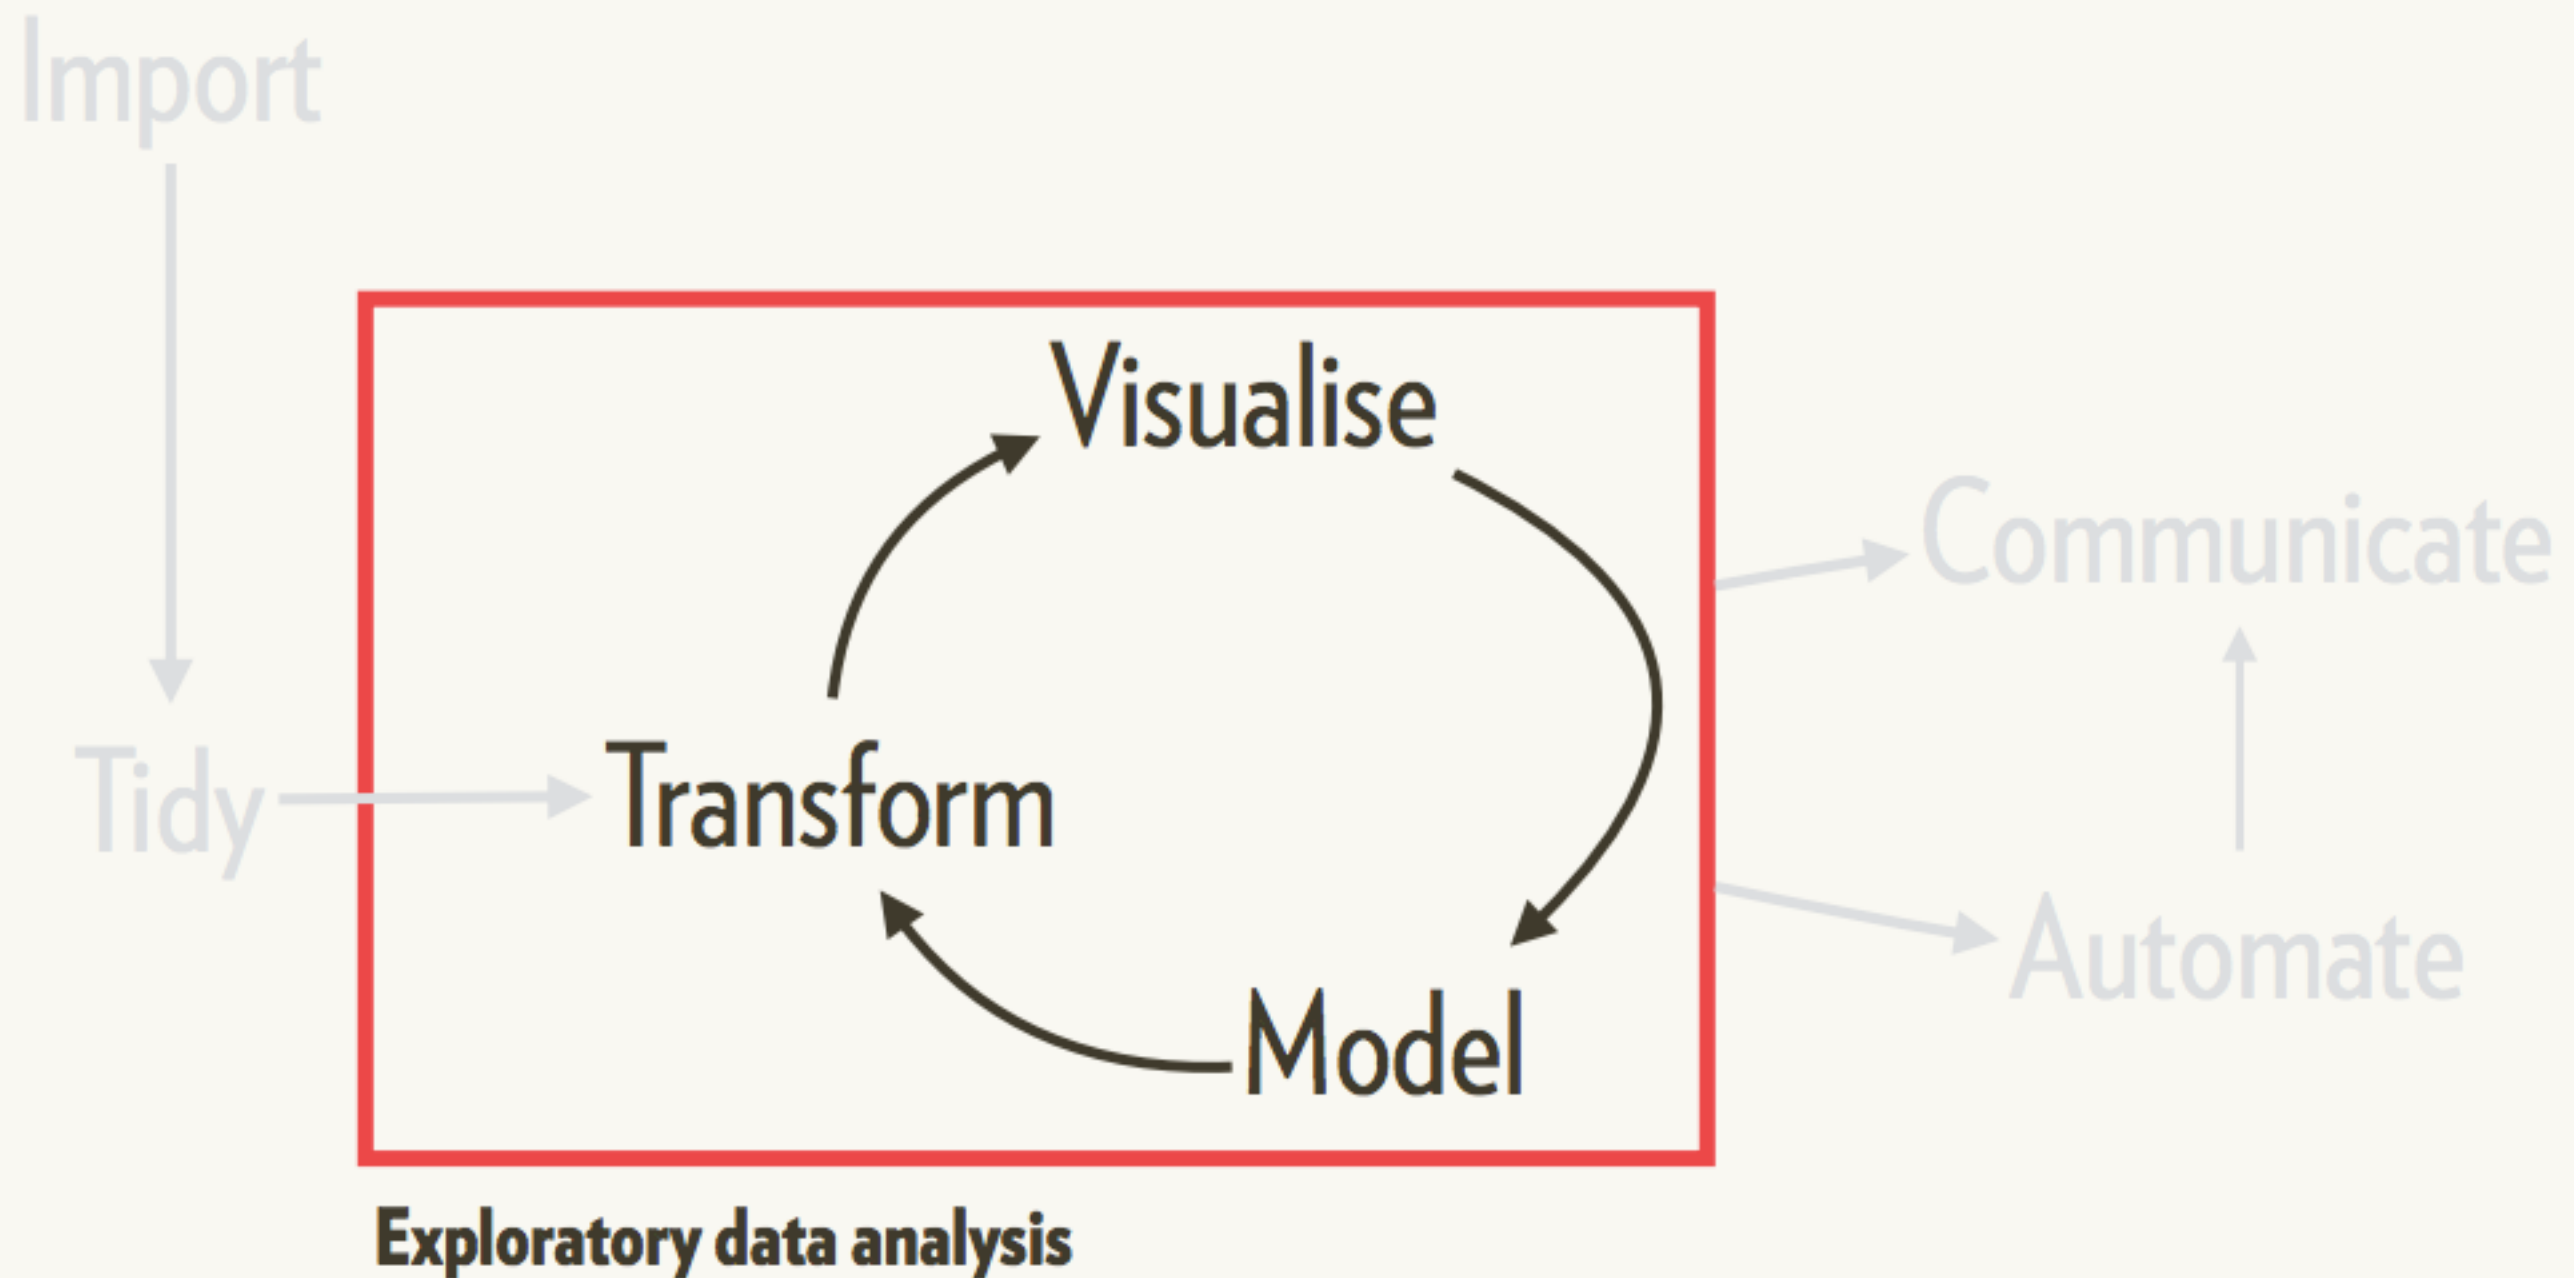 Import
Visualise
Communicate
Tidy
Transform
Automate
Model
Exploratory data analysis